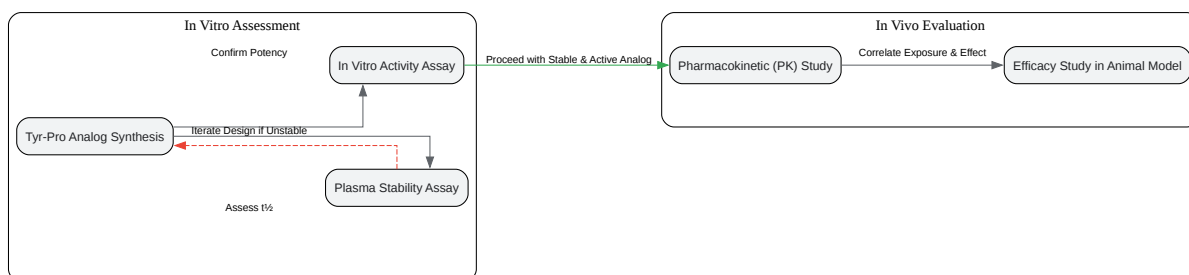 In Vitro Assessment
Confirm Potency
In Vitro Activity Assay
Tyr-Pro Analog Synthesis
Iterate Design if Unstable
Plasma Stability Assay
Assess t½
Proceed with Stable & Active Analog
In Vivo Evaluation
Pharmacokinetic (PK) Study
Correlate Exposure & Effect
Efficacy Study in Animal Model